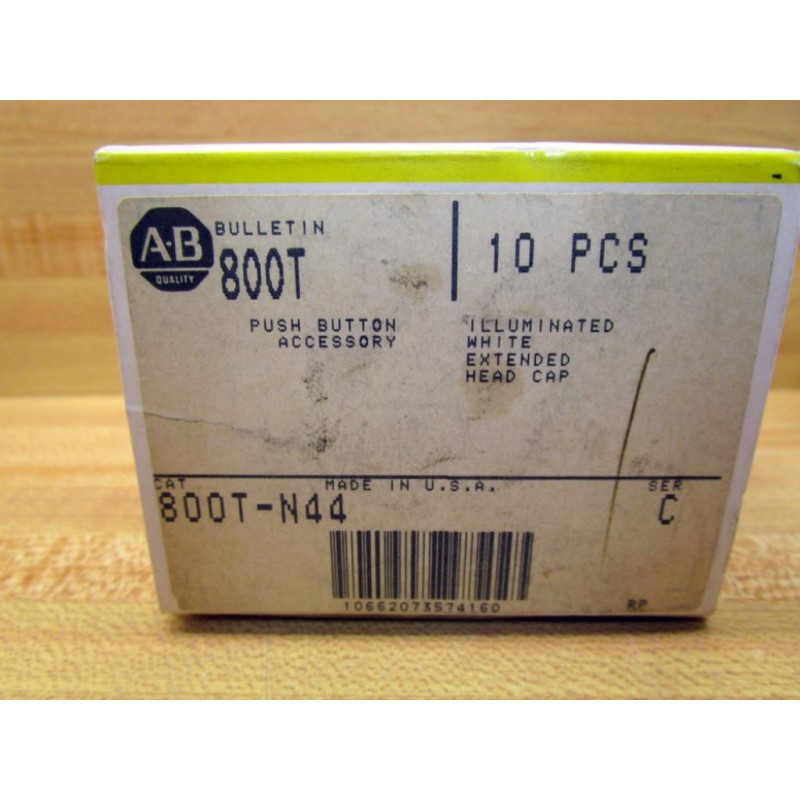 A·B
QUALITY
BULLETIN
800T
10 PCS
PUSH BUTTON
ACCESSORY
ILLUMINATED
WHITE
EXTENDED
HEAD CAP
CAT
MADE IN U.S.A.
SER
800T-N44
C
10662073574160
RP